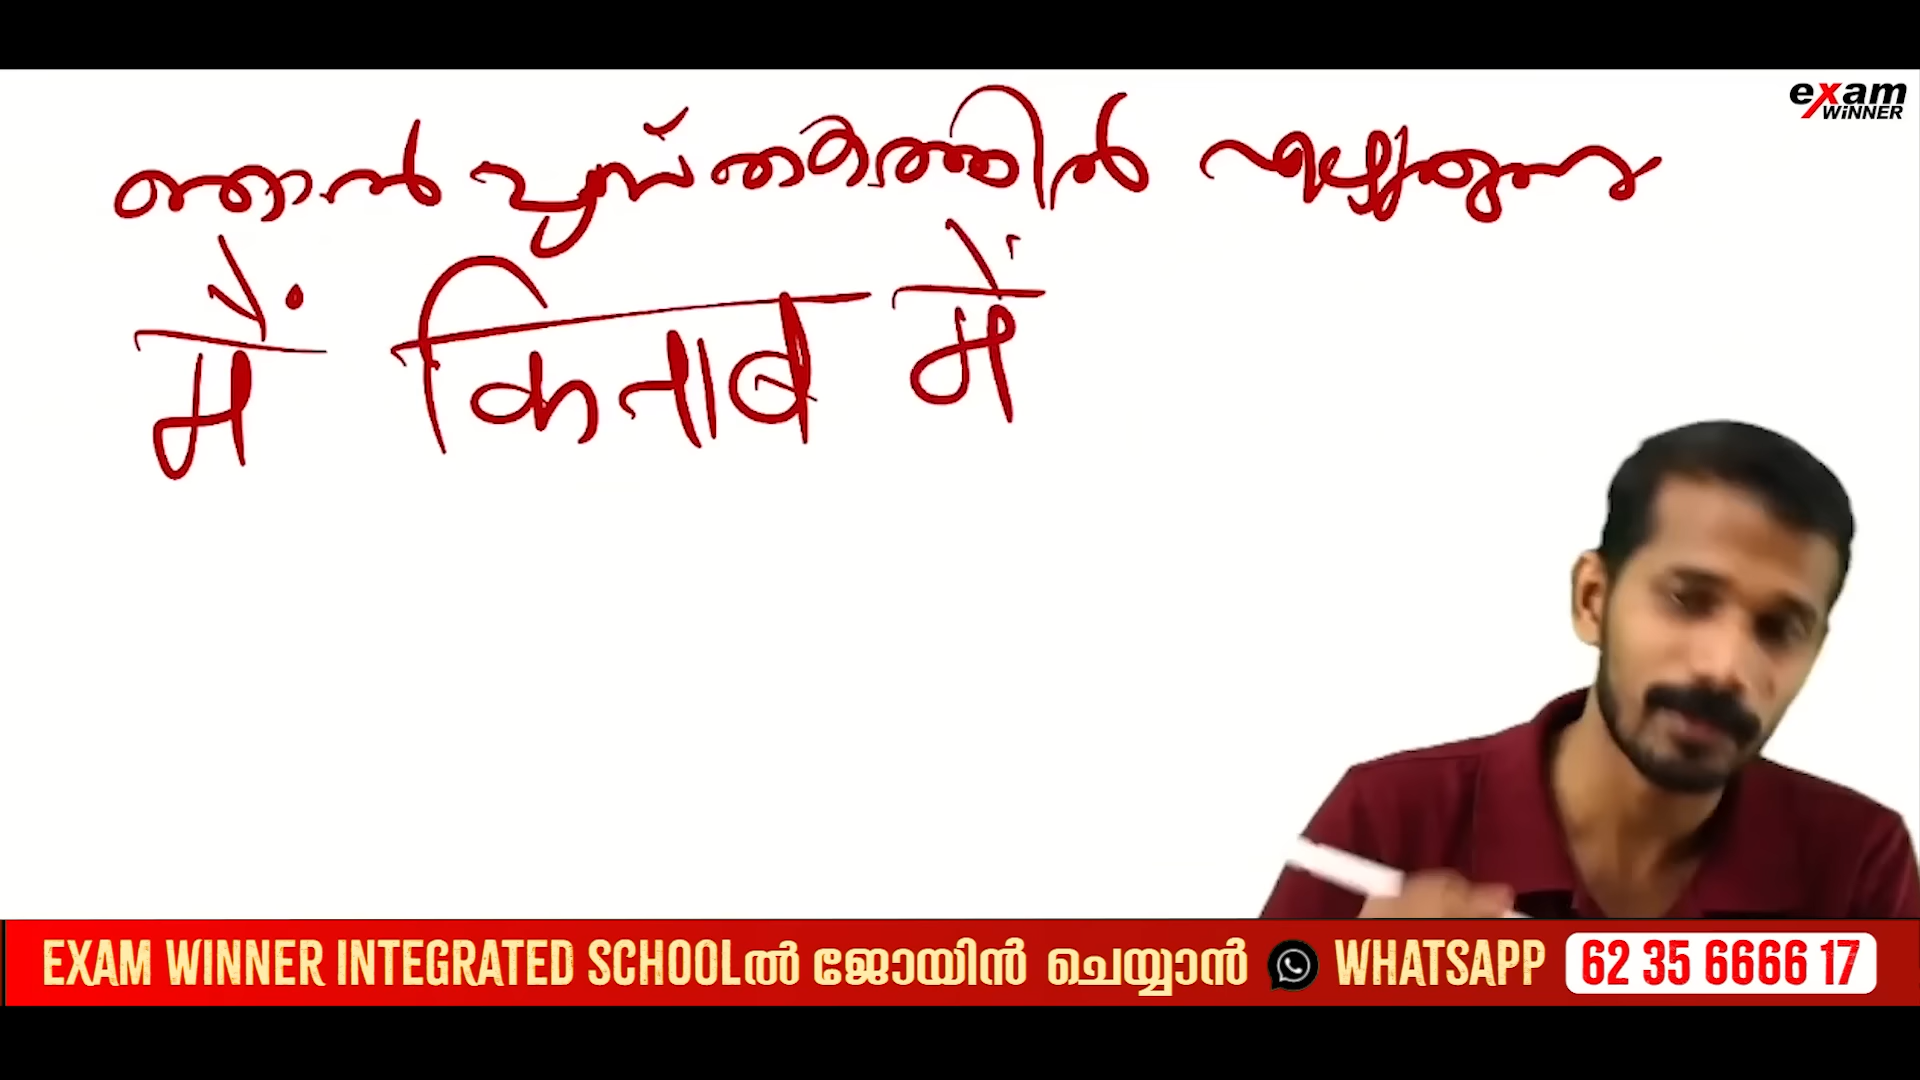 exam
WiNNER
ഞാൻ പുസ്തകത്തിൽ എഴുതുന്നു
मैं किताब में
EXAM WINNER INTEGRATED SCHOOLൽ ജോയിൻ ചെയ്യാൻ WHATSAPP 62 35 6666 17